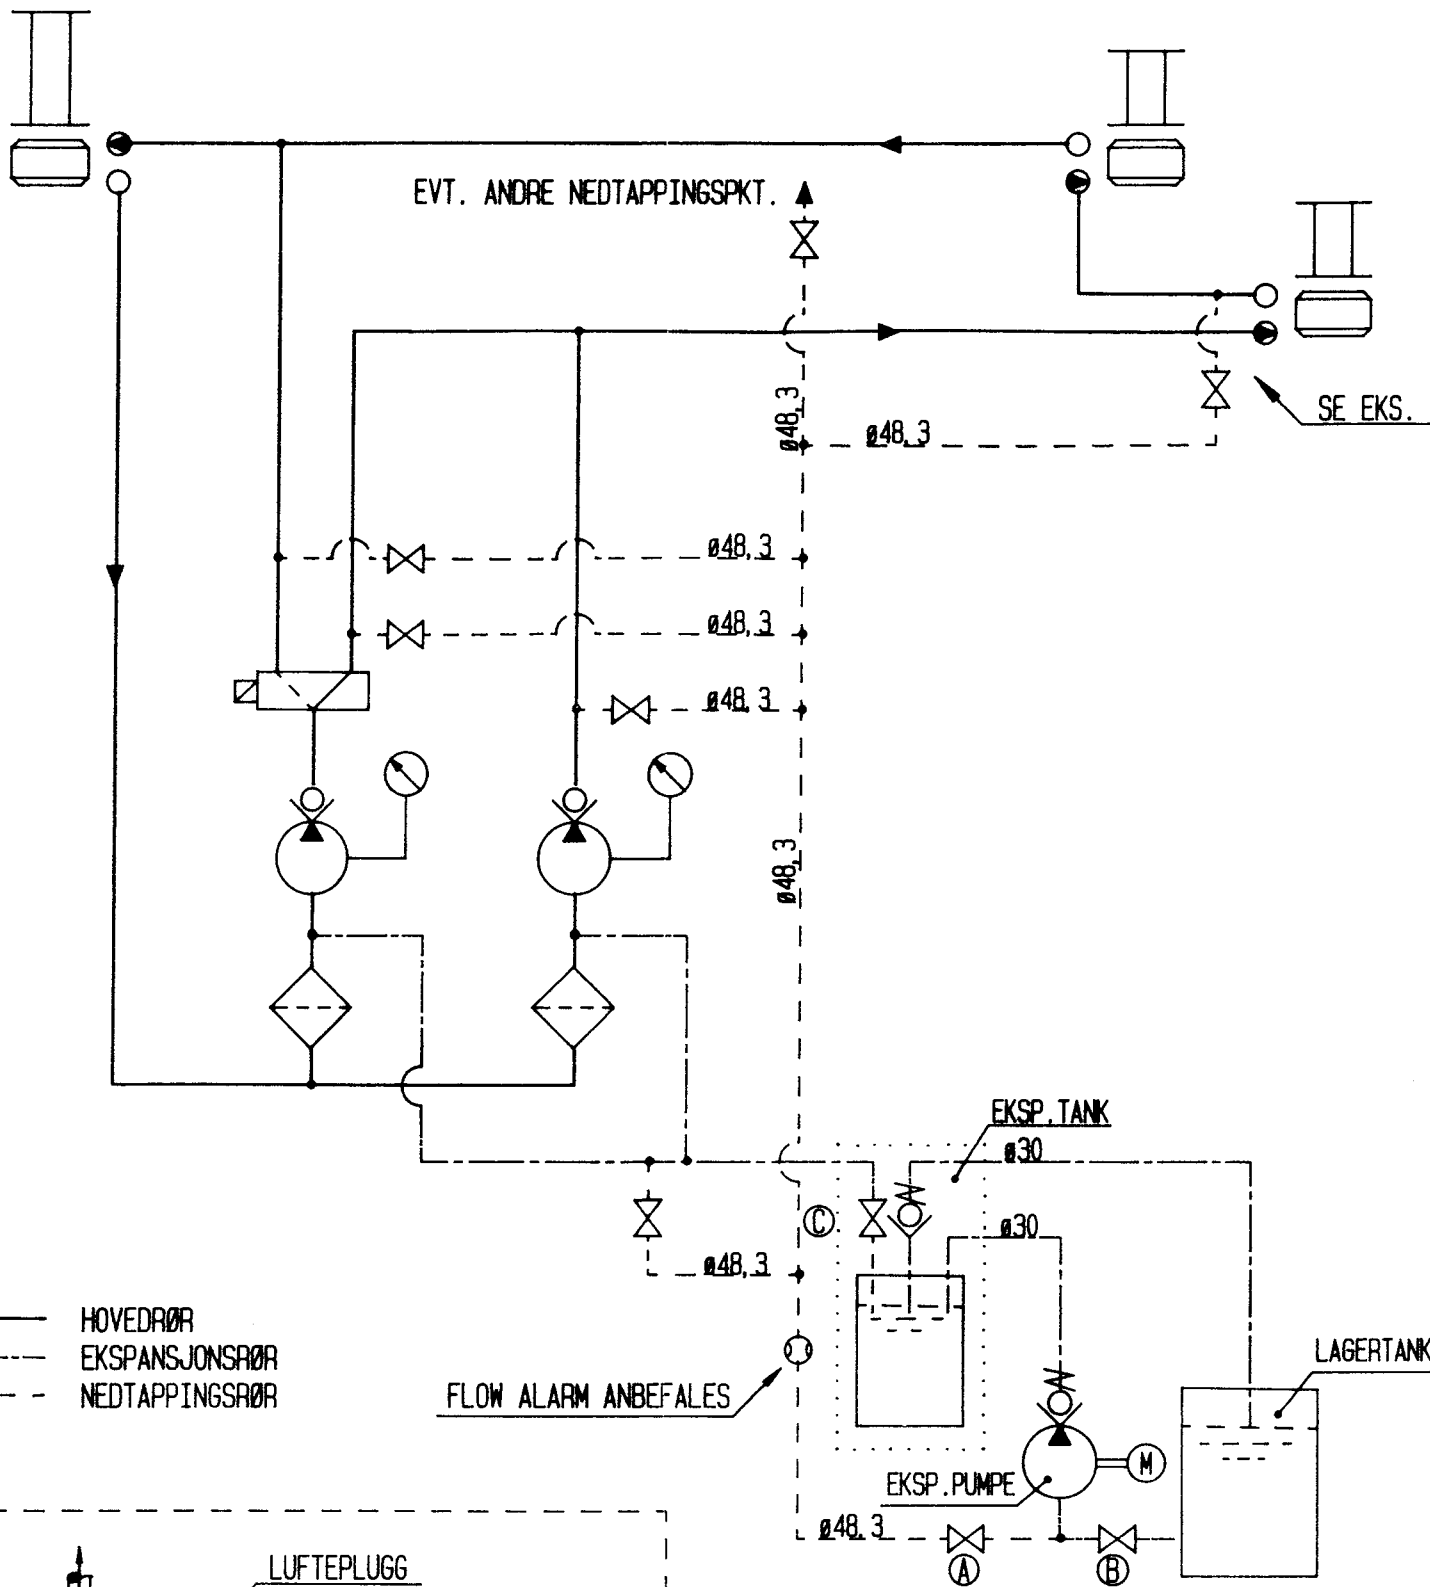 EVT. ANDRE NEDTAPPINGSPKT.
ø48,3
ø48,3
SE EKS.
ø48,3
ø48,3
ø48,3
ø48,3
EKSP.TANK
ø30
C
ø30
ø48,3
HOVEDRØR
EKSPANSJONSRØR
NEDTAPPINGSRØR
FLOW ALARM ANBEFALES
LAGERTANK
EKSP.PUMPE
M
ø48,3
A
B
LUFTEPLUGG